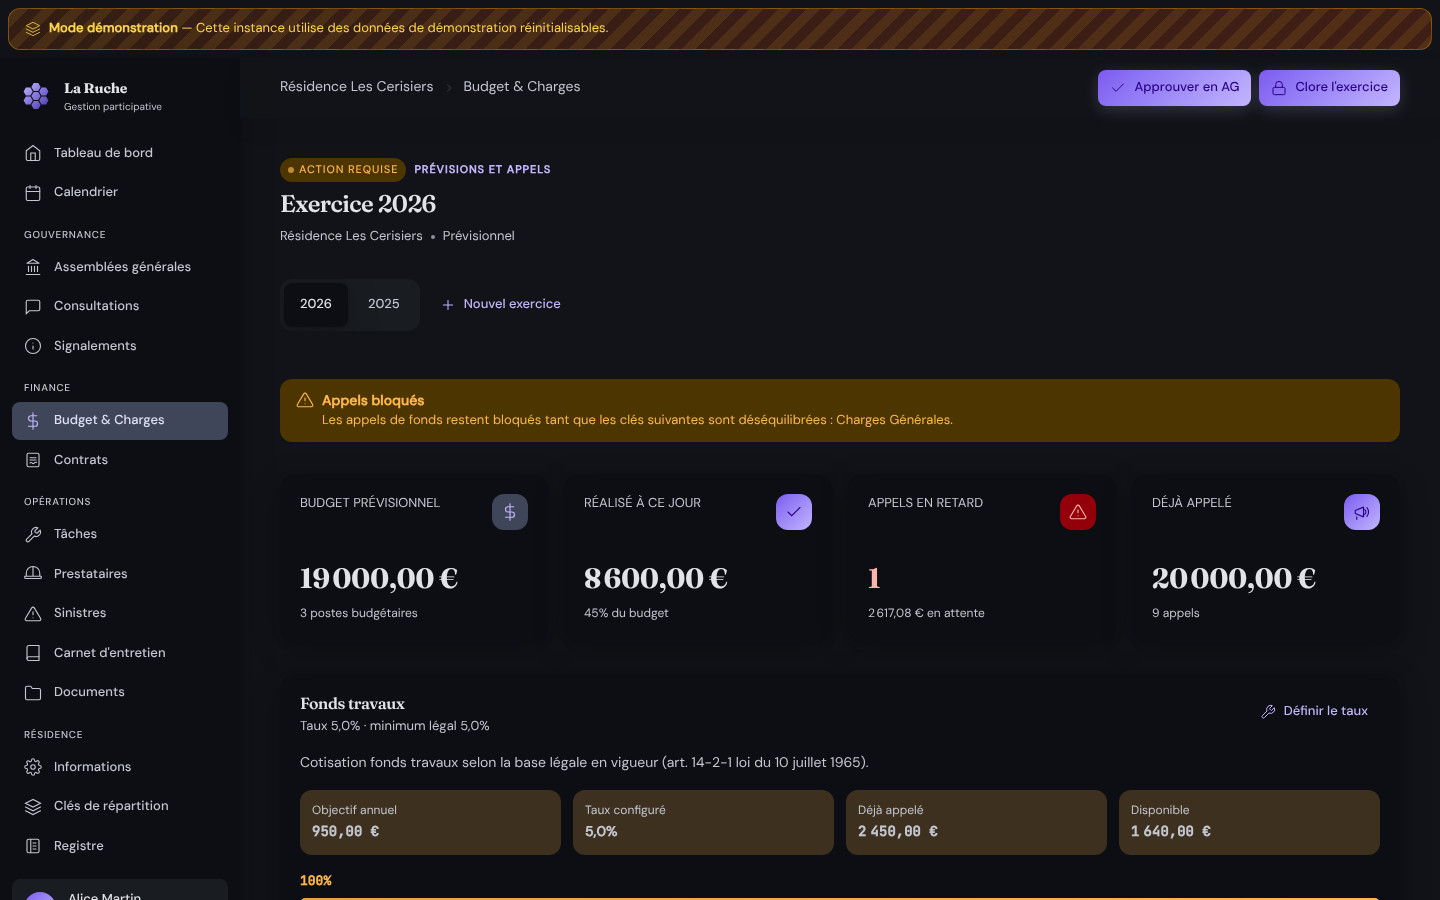 Mode démonstration — Cette instance utilise des données de démonstration réinitialisables.
La Ruche
Gestion participative
Tableau de bord
Calendrier
GOUVERNANCE
Assemblées générales
Consultations
Signalements
FINANCE
Budget & Charges
Contrats
OPÉRATIONS
Tâches
Prestataires
Sinistres
Carnet d'entretien
Documents
RÉSIDENCE
Informations
Clés de répartition
Registre
Alice Martin
Résidence Les Cerisiers > Budget & Charges
Approuver en AG
Clore l'exercice
ACTION REQUISE PRÉVISIONS ET APPELS
Exercice 2026
Résidence Les Cerisiers • Prévisionnel
2026 2025 + Nouvel exercice
Appels bloqués
Les appels de fonds restent bloqués tant que les clés suivantes sont déséquilibrées : Charges Générales.
BUDGET PRÉVISIONNEL
19 000,00 €
3 postes budgétaires
RÉALISÉ À CE JOUR
8 600,00 €
45% du budget
APPELS EN RETARD
1
2 617,08 € en attente
DÉJÀ APPELÉ
20 000,00 €
9 appels
Fonds travaux
Taux 5,0% · minimum légal 5,0%
Définir le taux
Cotisation fonds travaux selon la base légale en vigueur (art. 14-2-1 loi du 10 juillet 1965).
Objectif annuel
950,00 €
Taux configuré
5,0%
Déjà appelé
2 450,00 €
Disponible
1 640,00 €
100%